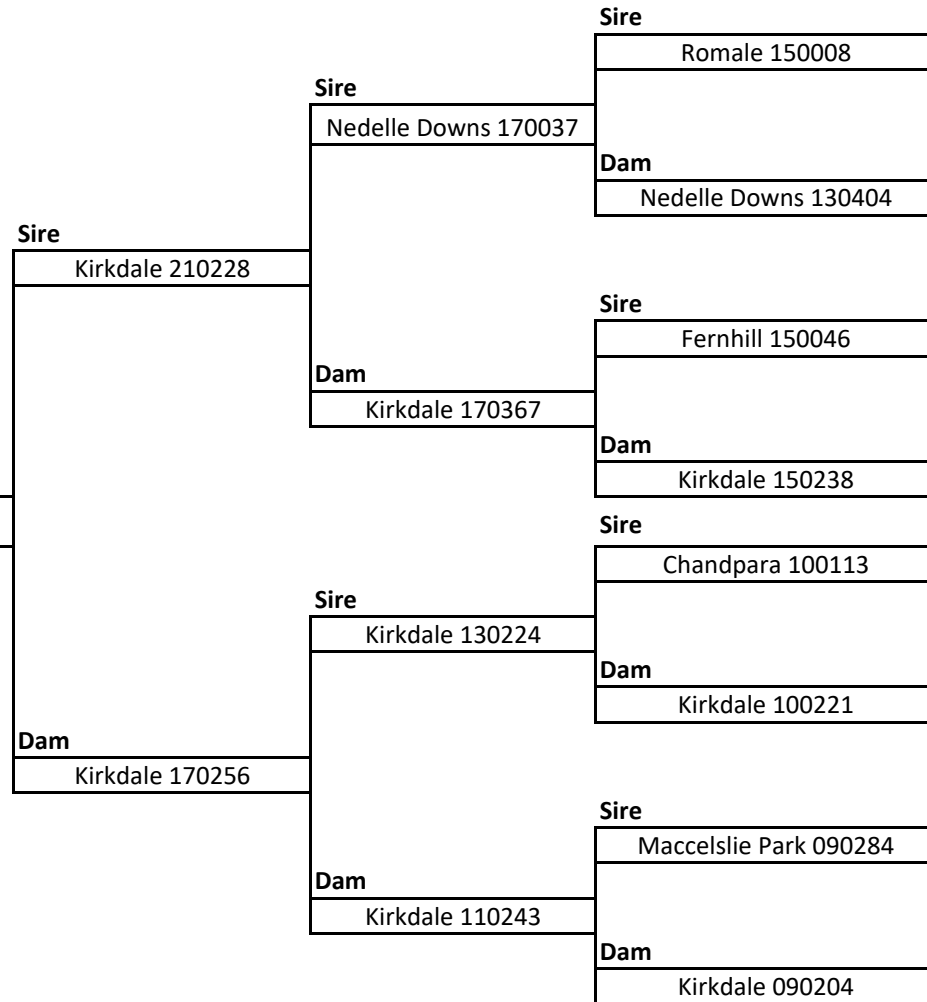 Sire
Romale 150008
Sire
Nedelle Downs 170037
Dam
Nedelle Downs 130404
Sire
Kirkdale 210228
Sire
Fernhill 150046
Dam
Kirkdale 170367
Dam
Kirkdale 150238
Sire
Chandpara 100113
Sire
Kirkdale 130224
Dam
Kirkdale 100221
Dam
Kirkdale 170256
Sire
Maccelslie Park 090284
Dam
Kirkdale 110243
Dam
Kirkdale 090204